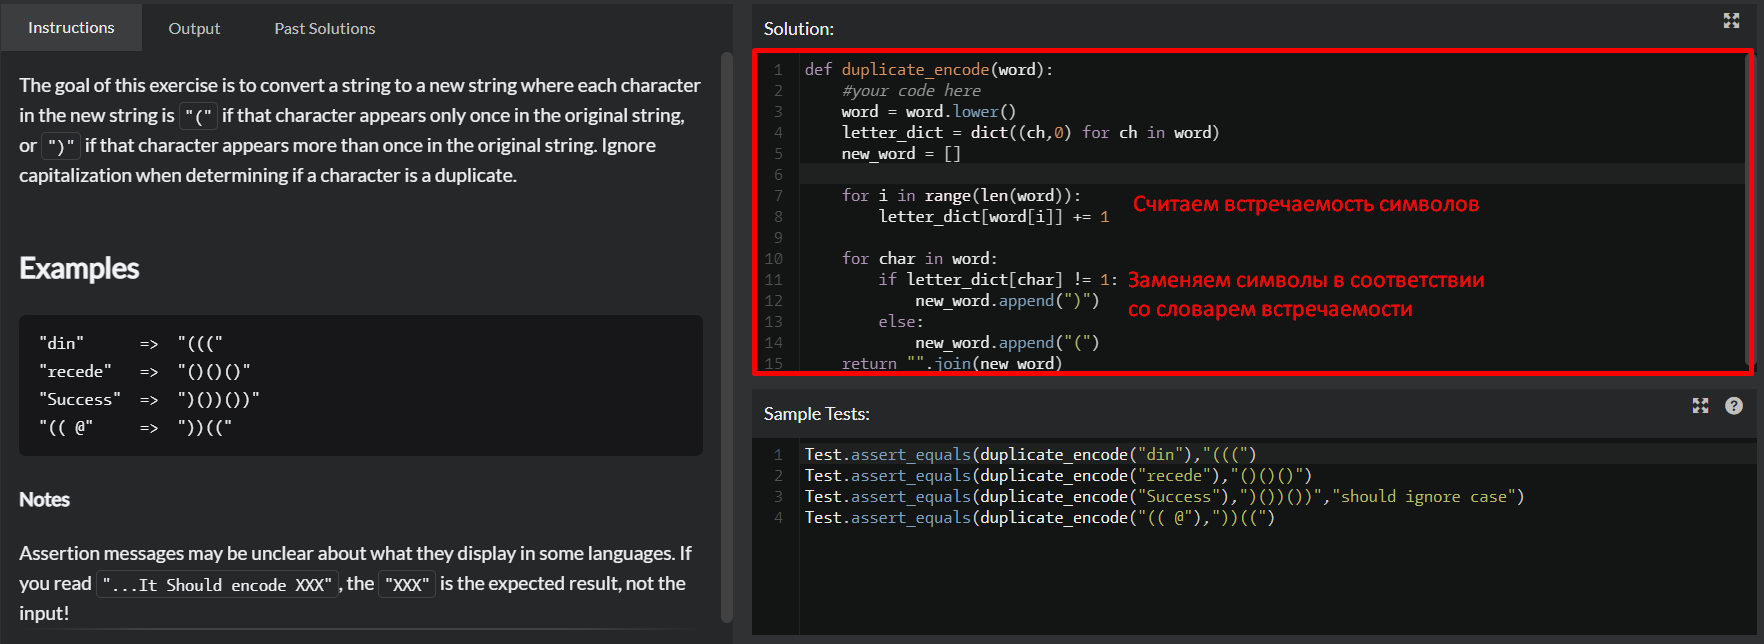 Instructions
Output
Past Solutions
The goal of this exercise is to convert a string to a new string where each character
in the new string is "(" if that character appears only once in the original string,
or ")" if that character appears more than once in the original string. Ignore
capitalization when determining if a character is a duplicate.
Examples
"din" => "((("
"recede" => "()()()"
"Success" => ")())())"
"(( @" => "))(("
Notes
Assertion messages may be unclear about what they display in some languages. If
you read "...It Should encode XXX", the "XXX" is the expected result, not the
input!
Solution:
1 def duplicate_encode(word):
2 #your code here
3 word = word.lower()
4 letter_dict = dict((ch,0) for ch in word)
5 new_word = []
6
7 for i in range(len(word)):
8 letter_dict[word[i]] += 1
Считаем встречаемость символов
9
10 for char in word:
11 if letter_dict[char] != 1:
12 new_word.append(")")
Заменяем символы в соответствии
со словарем встречаемости
13 else:
14 new_word.append("(")
15 return "".join(new_word)
Sample Tests:
1 Test.assert_equals(duplicate_encode("din"),"(((")
2 Test.assert_equals(duplicate_encode("recede"),"()()()")
3 Test.assert_equals(duplicate_encode("Success"),")())())","should ignore case")
4 Test.assert_equals(duplicate_encode("(( @"),"))((")